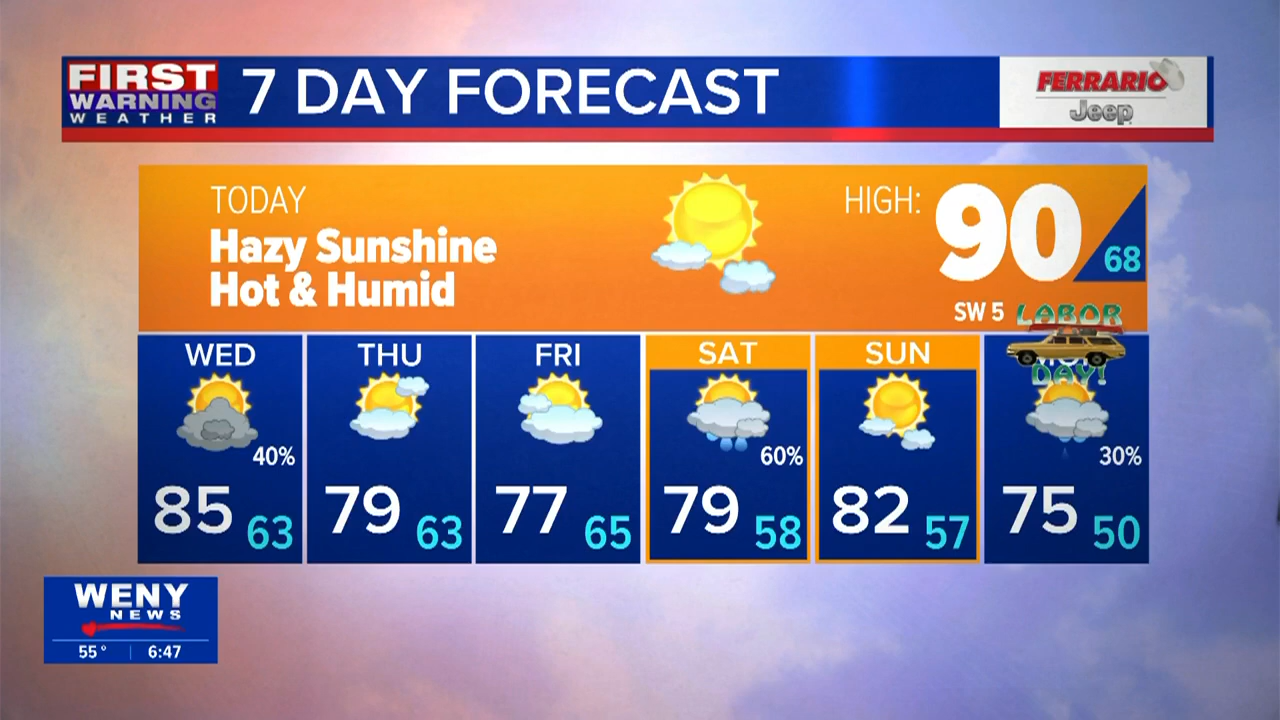 FIRST
WARNING
WEATHER
7 DAY FORECAST
FERRARIO
Jeep
TODAY
Hazy Sunshine
Hot & Humid
HIGH:
90
68
SW 5
LABOR
DAY!
WED
THU
FRI
SAT
SUN
MON
40%
60%
30%
85 63
79 63
77 65
79 58
82 57
75 50
WENY
NEWS
55° | 6:47